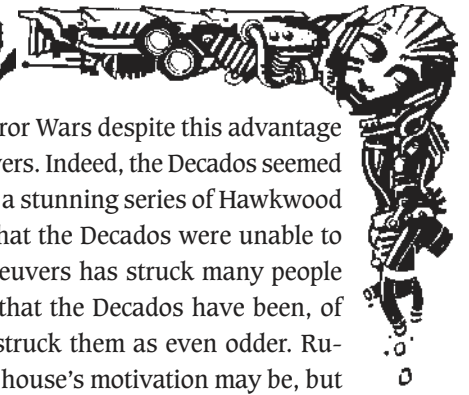 ror Wars despite this advantage
vers. Indeed, the Decados seemed
a stunning series of Hawkwood
hat the Decados were unable to
euvers has struck many people
that the Decados have been, of
struck them as even odder. Ru-
house's motivation may be, but